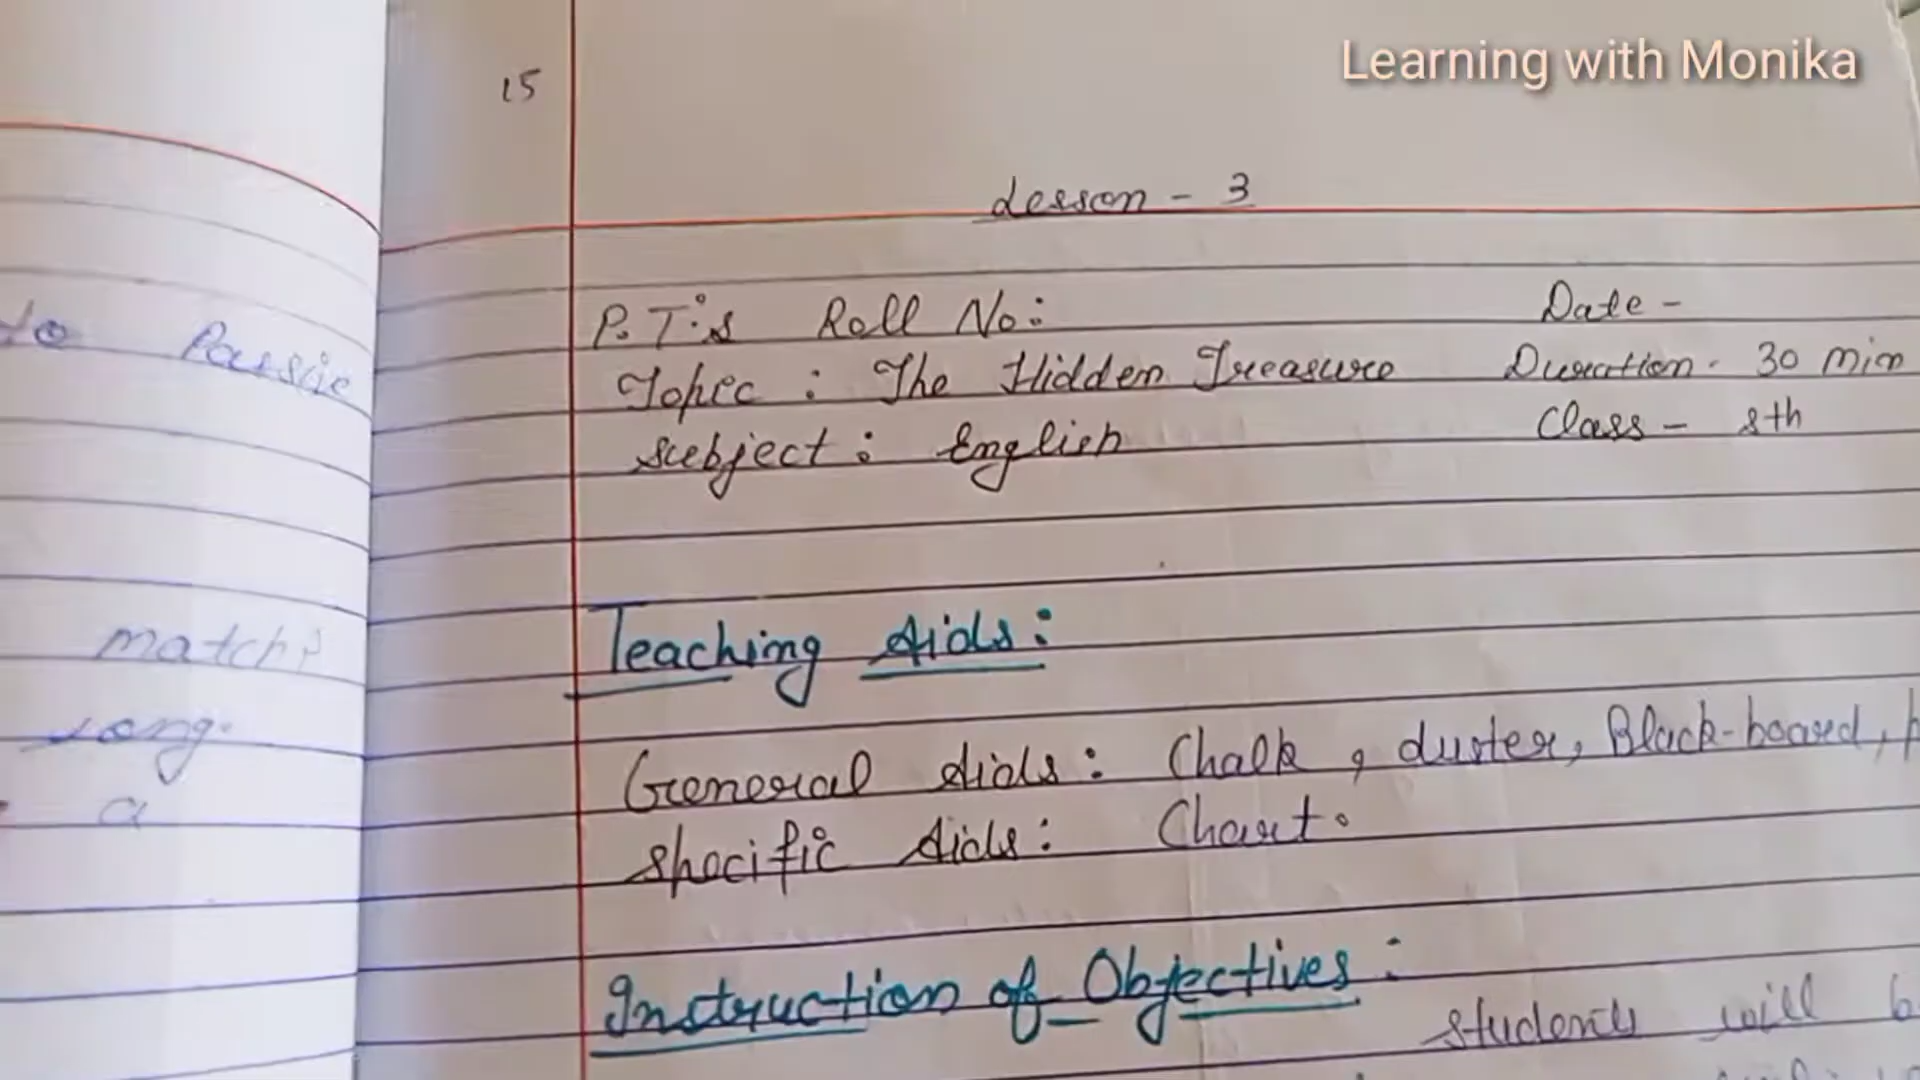 Learning with Monika
15
Lesson - 3
P.T's Roll No:
Date -
Topic : The Hidden Treasure
Duration - 30 min
Subject : English
Class - 8th
Teaching Aids:
General Aids: Chalk, duster, Black-board,
Specific Aids: Chart.
Instruction of Objectives :
students will
to Passive
match
song.
a